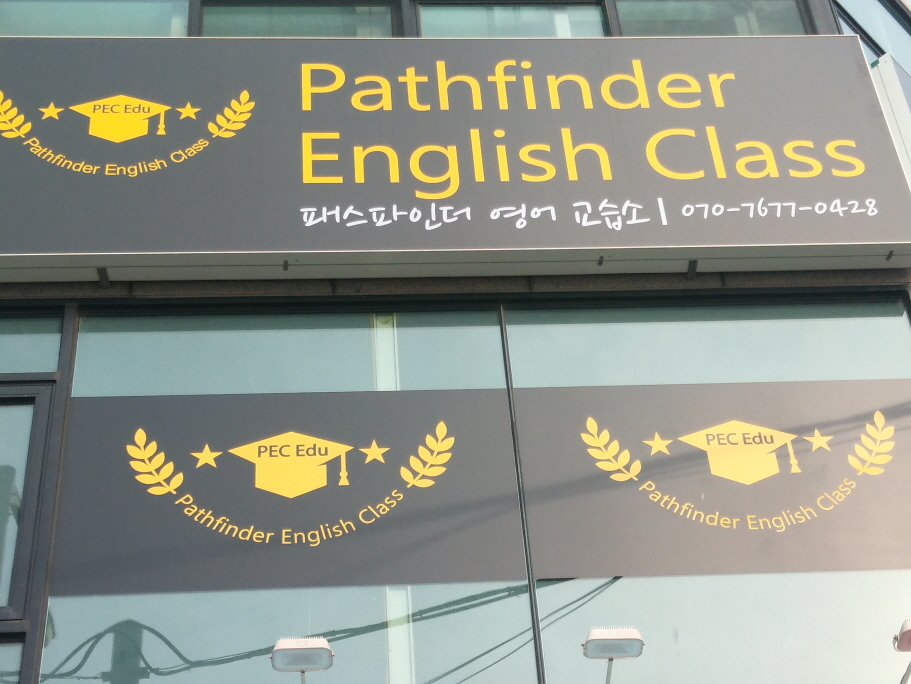 PEC Edu
Pathfinder English Class
Pathfinder
English Class
패스파인더 영어 교습소 | 070-7677-0428
PEC Edu
Pathfinder English Class
PEC Edu
Pathfinder English Class